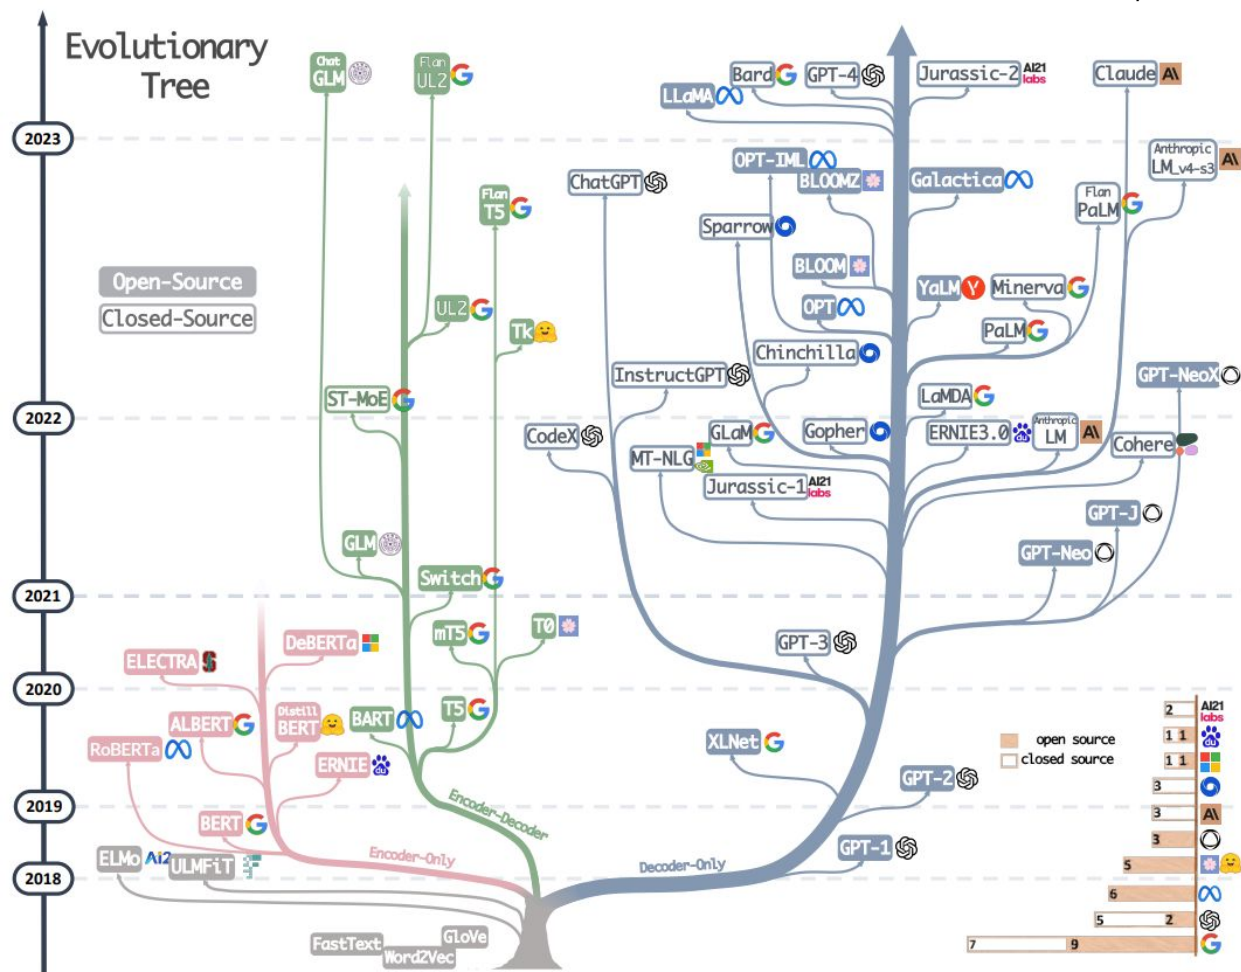 Evolutionary
Tree
Chat
GLM
Flan
UL2
Bard
GPT-4
Jurassic-2
AI21
labs
Claude
A\
LLaMA
2023
Anthropic
LM_v4-s3
A\
OPT-IML
ChatGPT
BLOOMZ
Galactica
Flan
T5
Flan
PaLM
Sparrow
Open-Source
BLOOM
YaLM
Minerva
UL2
OPT
Closed-Source
Tk
PaLM
Chinchilla
InstructGPT
GPT-NeoX
ST-MoE
LaMDA
2022
CodeX
GLaM
Gopher
ERNIE3.0
du
Anthropic
LM
A\
Cohere
MT-NLG
Jurassic-1
AI21
labs
GPT-J
GLM
GPT-Neo
Switch
2021
mT5
T0
DeBERTa
GPT-3
ELECTRA
S
2020
T5
2
AI21
labs
Distill
BERT
ALBERT
BART
RoBERTa
XLNet
open source
1
1
du
ERNIE
du
closed source
1
1
GPT-2
3
2019
Encoder-Decoder
3
A\
BERT
GPT-1
3
ELMo
Ai2
ULMFiT
Encoder-Only
Decoder-Only
5
2018
6
5
2
FastText
Word2Vec
GloVe
7
9